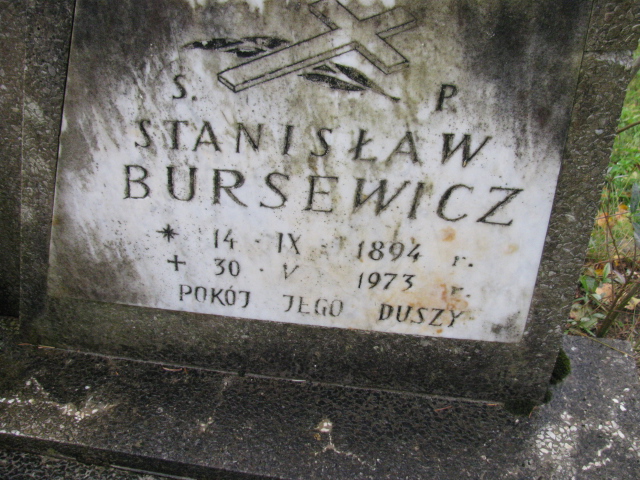 S. P.
STANISŁAW
BURSEWICZ
* 14 · IX · 1894 r.
+ 30 · V 1973 r.
POKÓJ JEGO DUSZY